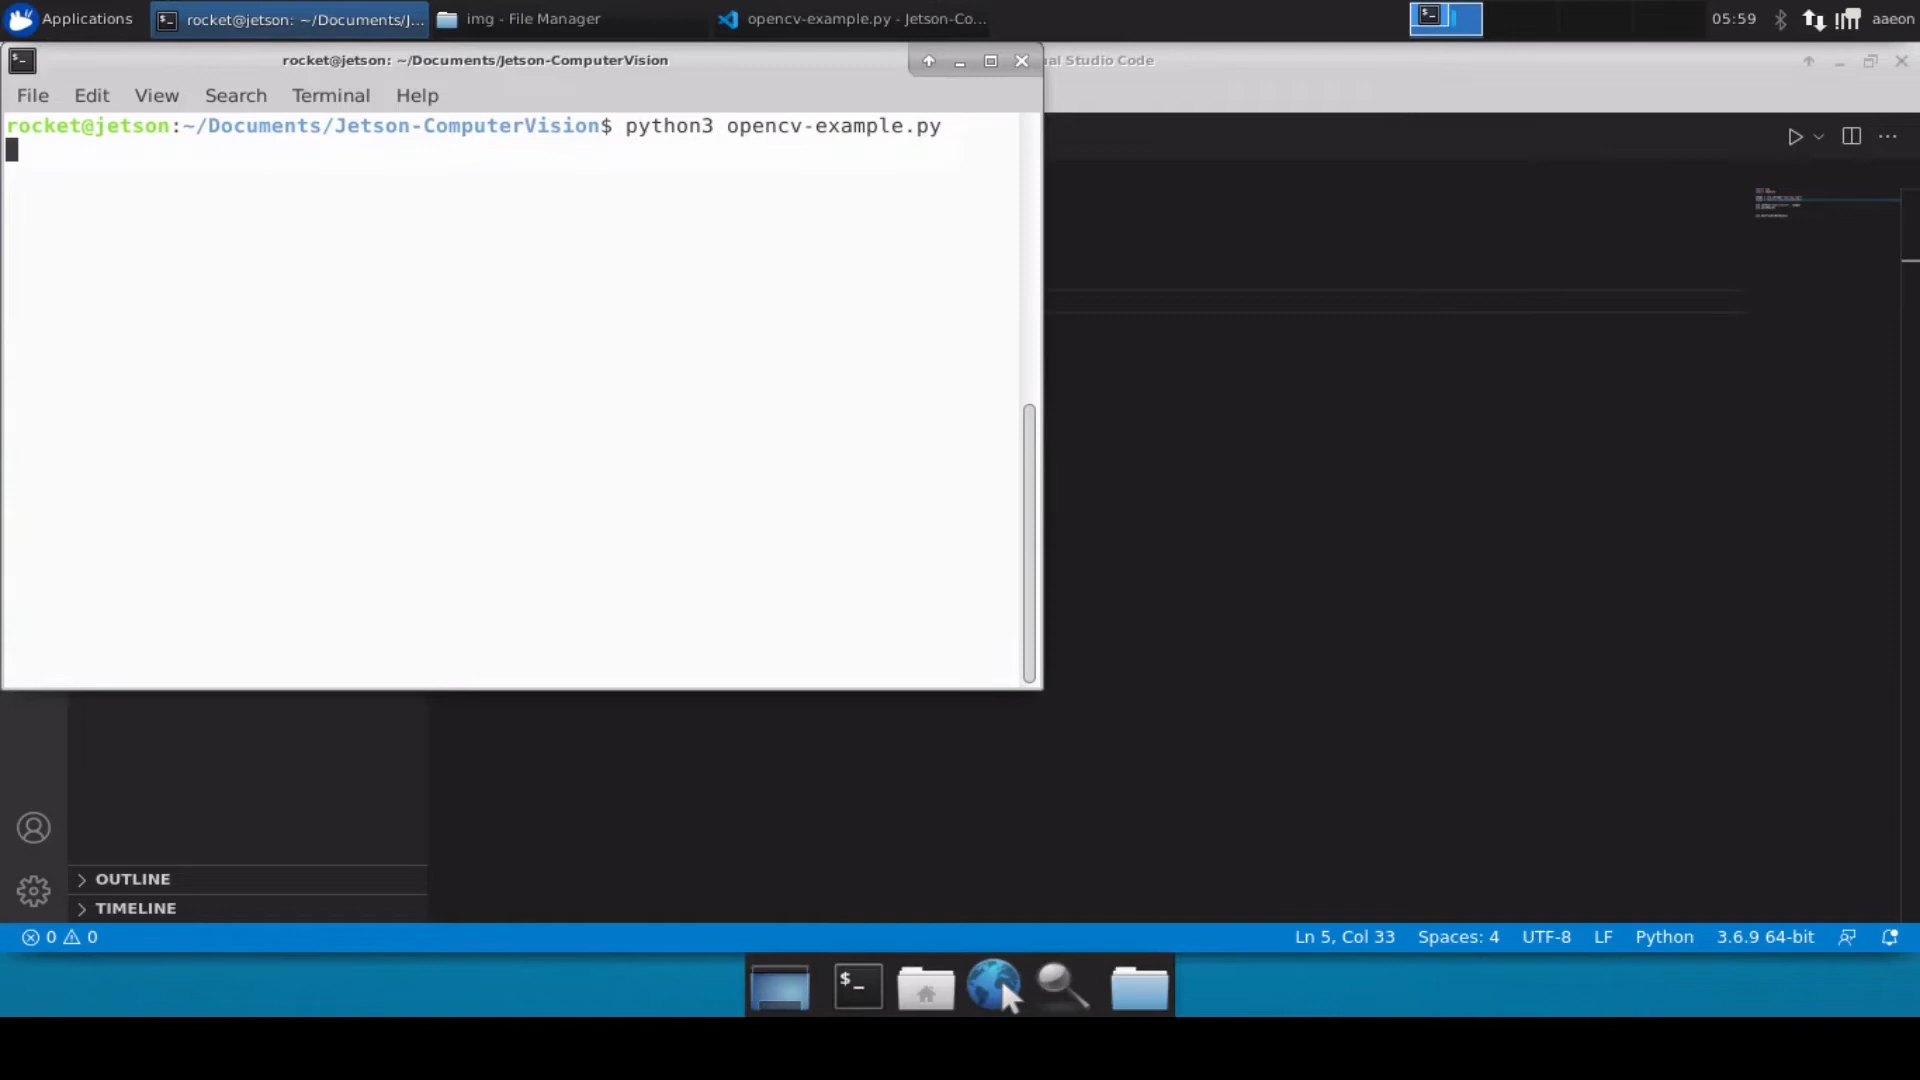 Applications
rocket@jetson: ~/Documents/J...
img - File Manager
opencv-example.py - Jetson-Co...
05:59
aaeon
rocket@jetson: ~/Documents/Jetson-ComputerVision
al Studio Code
File Edit View Search Terminal Help
rocket@jetson:~/Documents/Jetson-ComputerVision$ python3 opencv-example.py
OUTLINE
TIMELINE
0 0
Ln 5, Col 33 Spaces: 4 UTF-8 LF Python 3.6.9 64-bit
$_